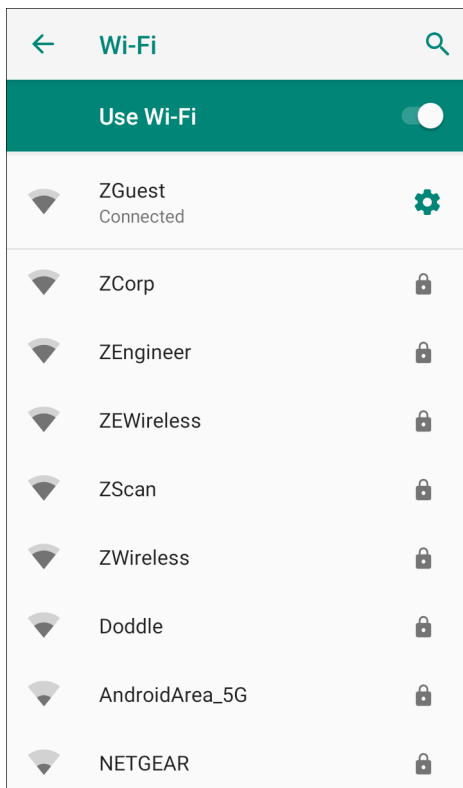 Wi-Fi
Use Wi-Fi
ZGuest
Connected
ZCorp
ZEngineer
ZEWireless
ZScan
ZWireless
Doddle
AndroidArea_5G
NETGEAR